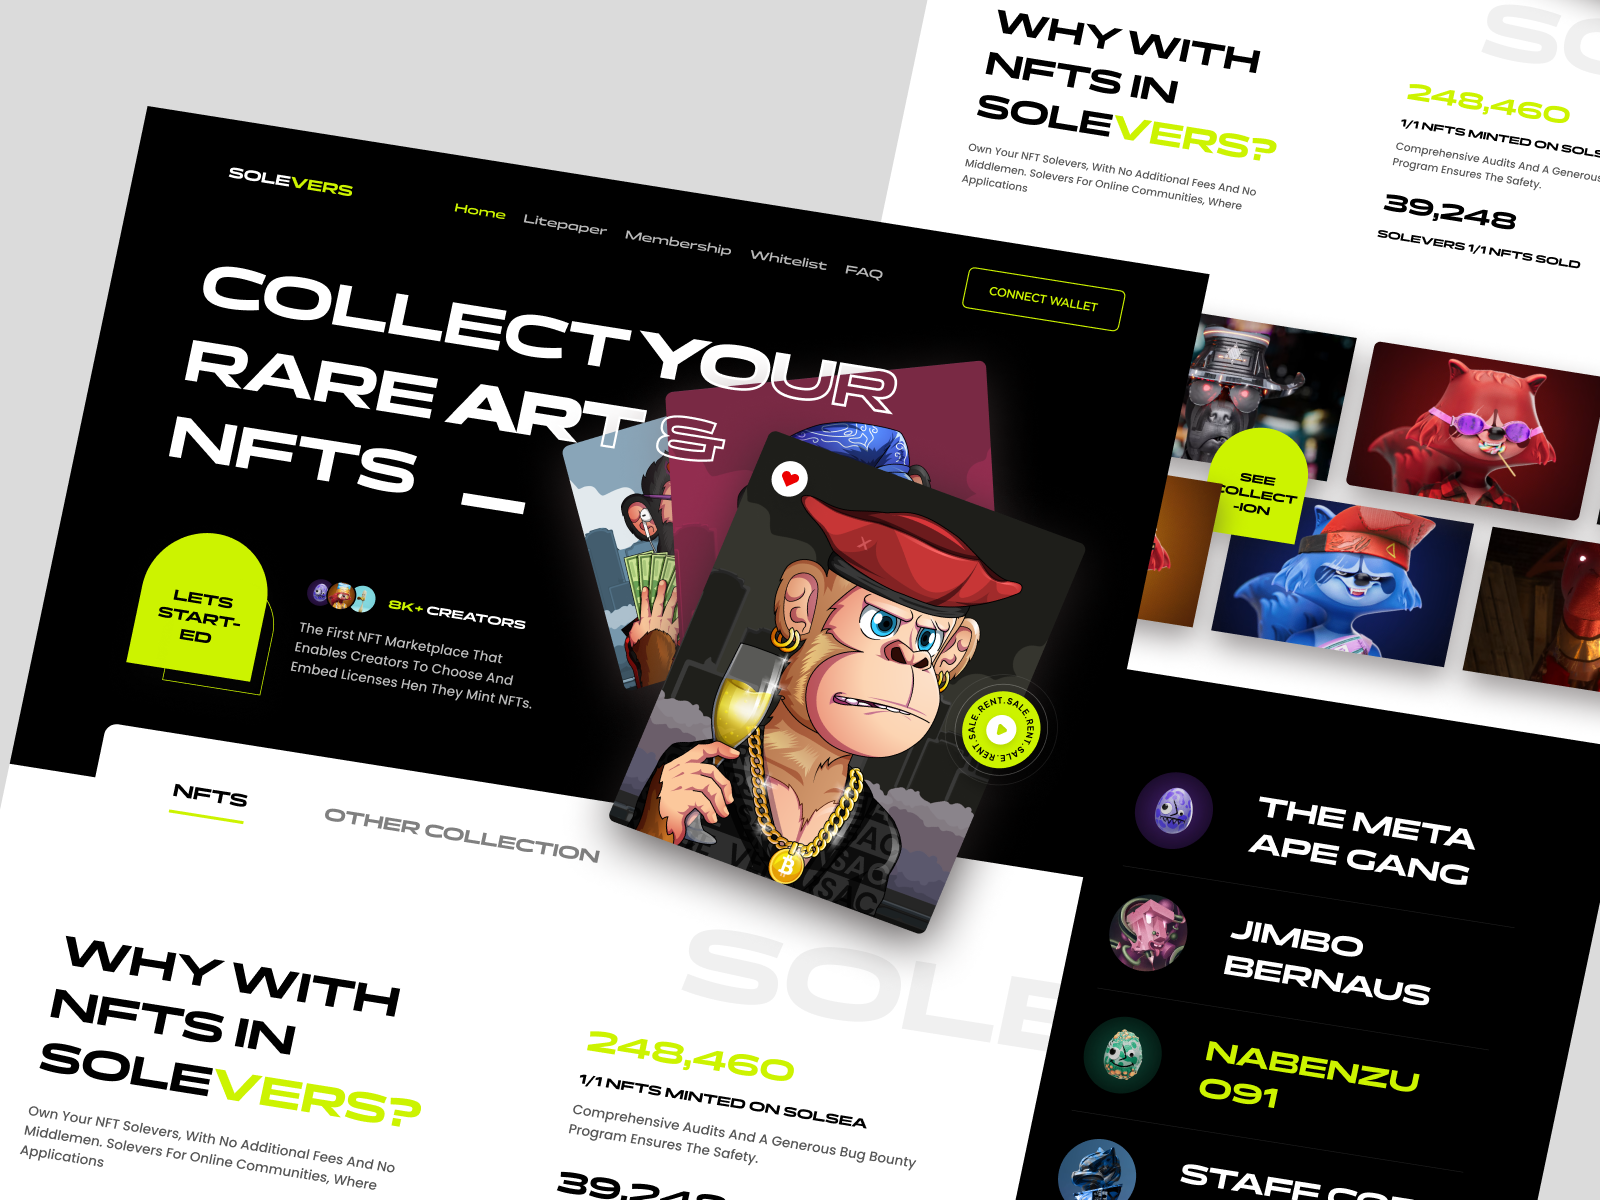 SOLEVERS
Home Litepaper Membership Whitelist FAQ
CONNECT WALLET
COLLECT YOUR
RARE ART &
NFTS
LETS
START-
ED
8K+ CREATORS
The First NFT Marketplace That
Enables Creators To Choose And
Embed Licenses Hen They Mint NFTs.
SALE.RENT.SALE.RENT.SALE.RENT.
NFTS
OTHER COLLECTION
WHY WITH
NFTS IN
SOLEVERS?
Own Your NFT Solevers, With No Additional Fees And No
Middlemen. Solevers For Online Communities, Where
Applications
SOLE
248,460
1/1 NFTS MINTED ON SOLSEA
Comprehensive Audits And A Generous Bug Bounty
Program Ensures The Safety.
39,248
WHY WITH
NFTS IN
SOLEVERS?
Own Your NFT Solevers, With No Additional Fees And No
Middlemen. Solevers For Online Communities, Where
Applications
248,460
1/1 NFTS MINTED ON SOLS
Comprehensive Audits And A Generous
Program Ensures The Safety.
39,248
SOLEVERS 1/1 NFTS SOLD
SEE
COLLECT
-ION
THE META
APE GANG
JIMBO
BERNAUS
NABENZU
091
STAFF